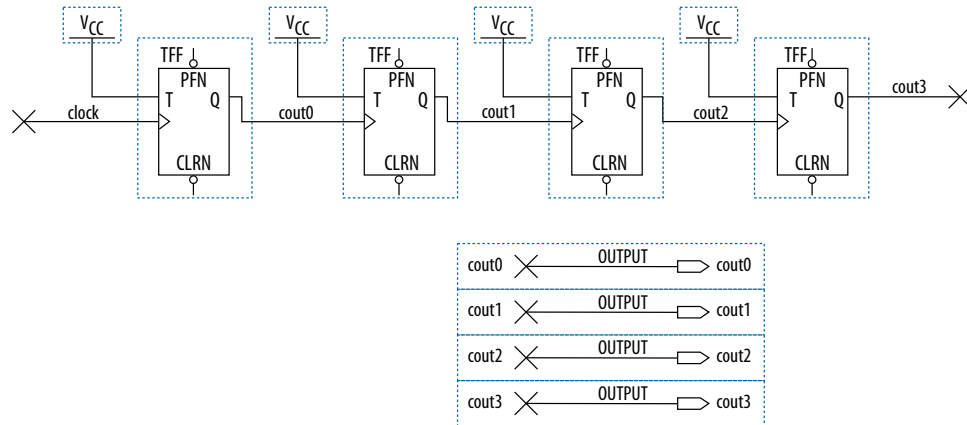 VCC VCC VCC VCC
TFF TFF TFF TFF
PFN PFN PFN PFN
T Q T Q T Q T Q
cout3
clock cout0 cout1 cout2
CLRN CLRN CLRN CLRN
cout0 OUTPUT cout0
cout1 OUTPUT cout1
cout2 OUTPUT cout2
cout3 OUTPUT cout3